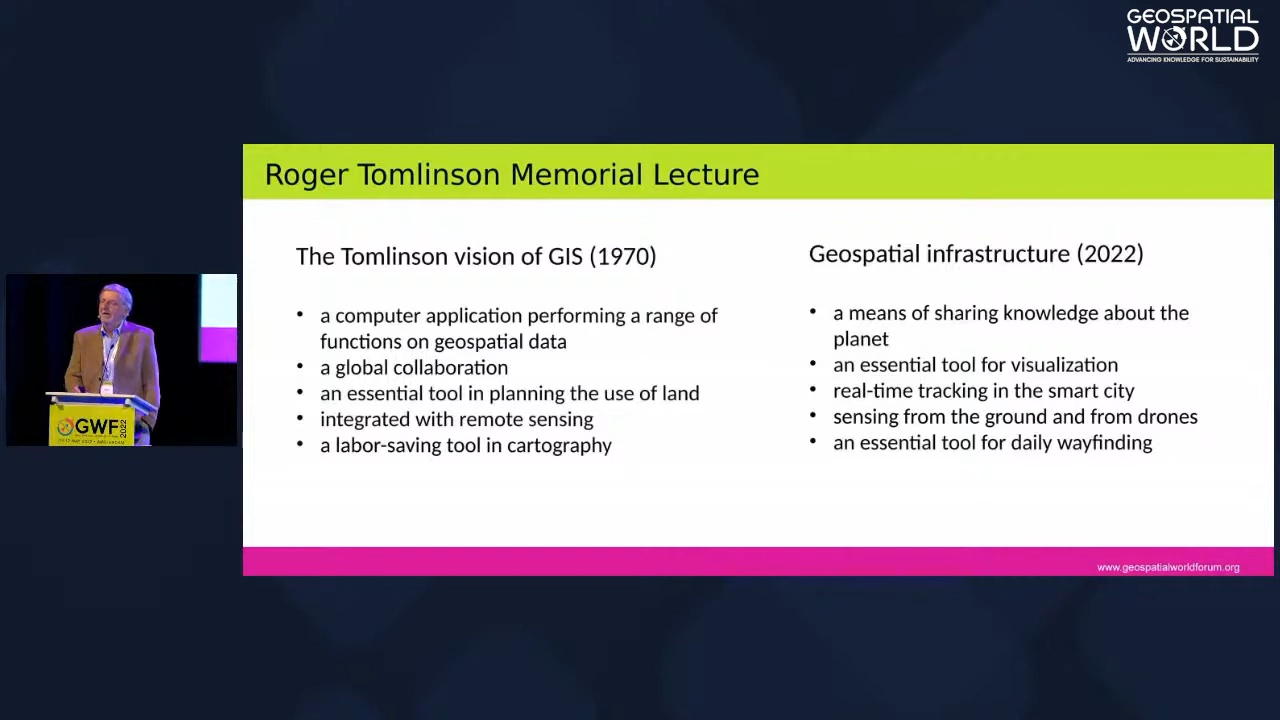 GEOSPATIAL
WORLD
ADVANCING KNOWLEDGE FOR SUSTAINABILITY
Roger Tomlinson Memorial Lecture
The Tomlinson vision of GIS (1970)
• a computer application performing a range of
functions on geospatial data
• a global collaboration
• an essential tool in planning the use of land
• integrated with remote sensing
• a labor-saving tool in cartography
Geospatial infrastructure (2022)
• a means of sharing knowledge about the
planet
• an essential tool for visualization
• real-time tracking in the smart city
• sensing from the ground and from drones
• an essential tool for daily wayfinding
GWF
2022
www.geospatialworldforum.org